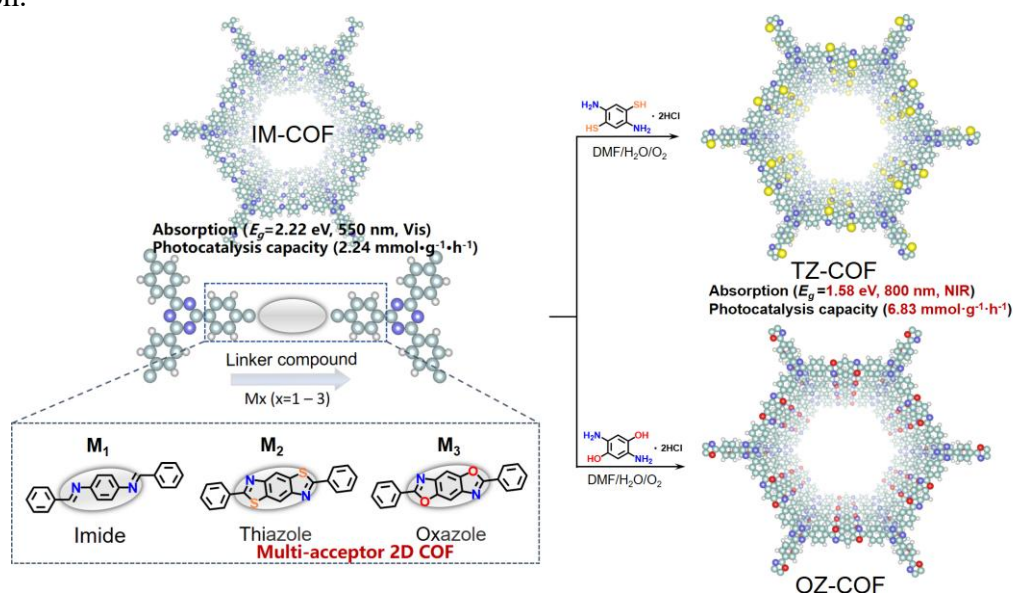 on.
IM-COF
Absorption (Eg=2.22 eV, 550 nm, Vis)
Photocatalysis capacity (2.24 mmol•g⁻¹•h⁻¹)
Linker compound
Mx (x=1 – 3)
M₁
M₂
M₃
N
N
N
S
S
N
N
O
O
N
Imide
Thiazole
Oxazole
Multi-acceptor 2D COF
H₂N
SH
HS
NH₂
· 2HCl
DMF/H₂O/O₂
H₂N
OH
HO
NH₂
· 2HCl
DMF/H₂O/O₂
TZ-COF
Absorption (Eg =1.58 eV, 800 nm, NIR)
Photocatalysis capacity (6.83 mmol·g⁻¹·h⁻¹)
OZ-COF